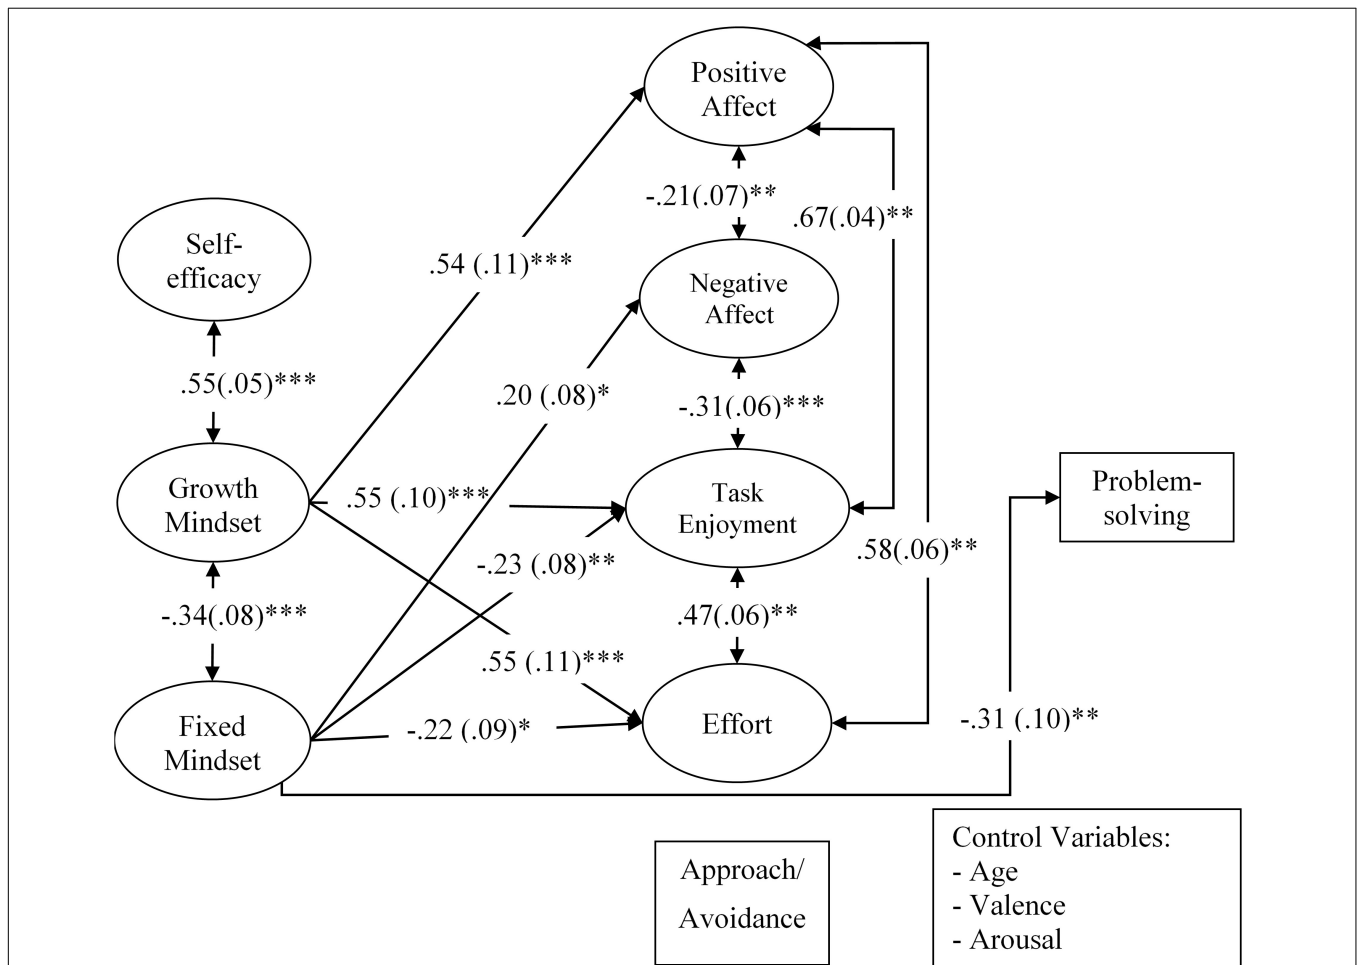 Positive
Affect
-.21(.07)**
.67(.04)**
Self-
efficacy
.54 (.11)***
Negative
Affect
.55(.05)***
.20 (.08)*
-.31(.06)***
Growth
Mindset
.55 (.10)***
Task
Enjoyment
Problem-
solving
-.23 (.08)**
.58(.06)**
-.34(.08)***
.47(.06)**
.55 (.11)***
Fixed
Mindset
-.22 (.09)*
Effort
-.31 (.10)**
Approach/
Avoidance
Control Variables:
- Age
- Valence
- Arousal